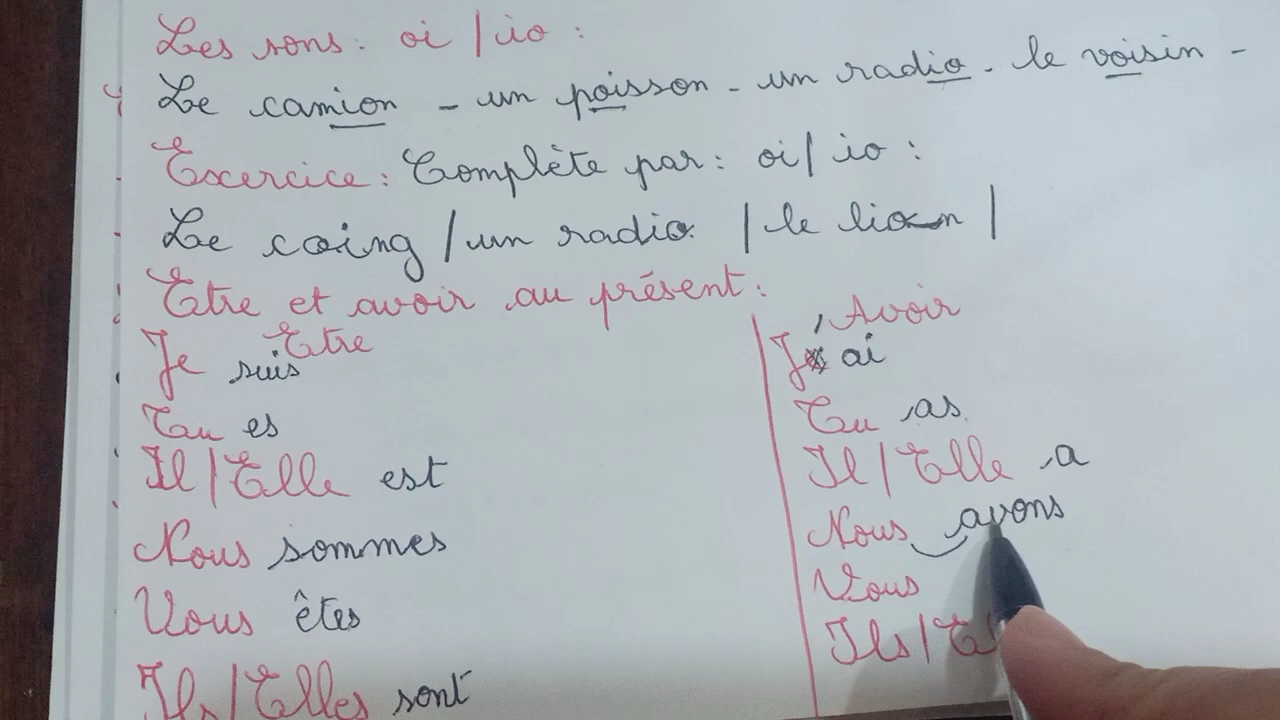 Les sons: oi / io :
Le camion - un poisson - un radio - le voisin -
Exercice: Complète par: oi / io :
Le coing / un radio / le lion /
Etre et avoir au présent:
Etre
Je suis
Tu es
Il / Elle est
Nous sommes
Vous êtes
Ils / Elles sont
Avoir
J' ai
Tu as
Il / Elle a
Nous avons
Vous
Ils /